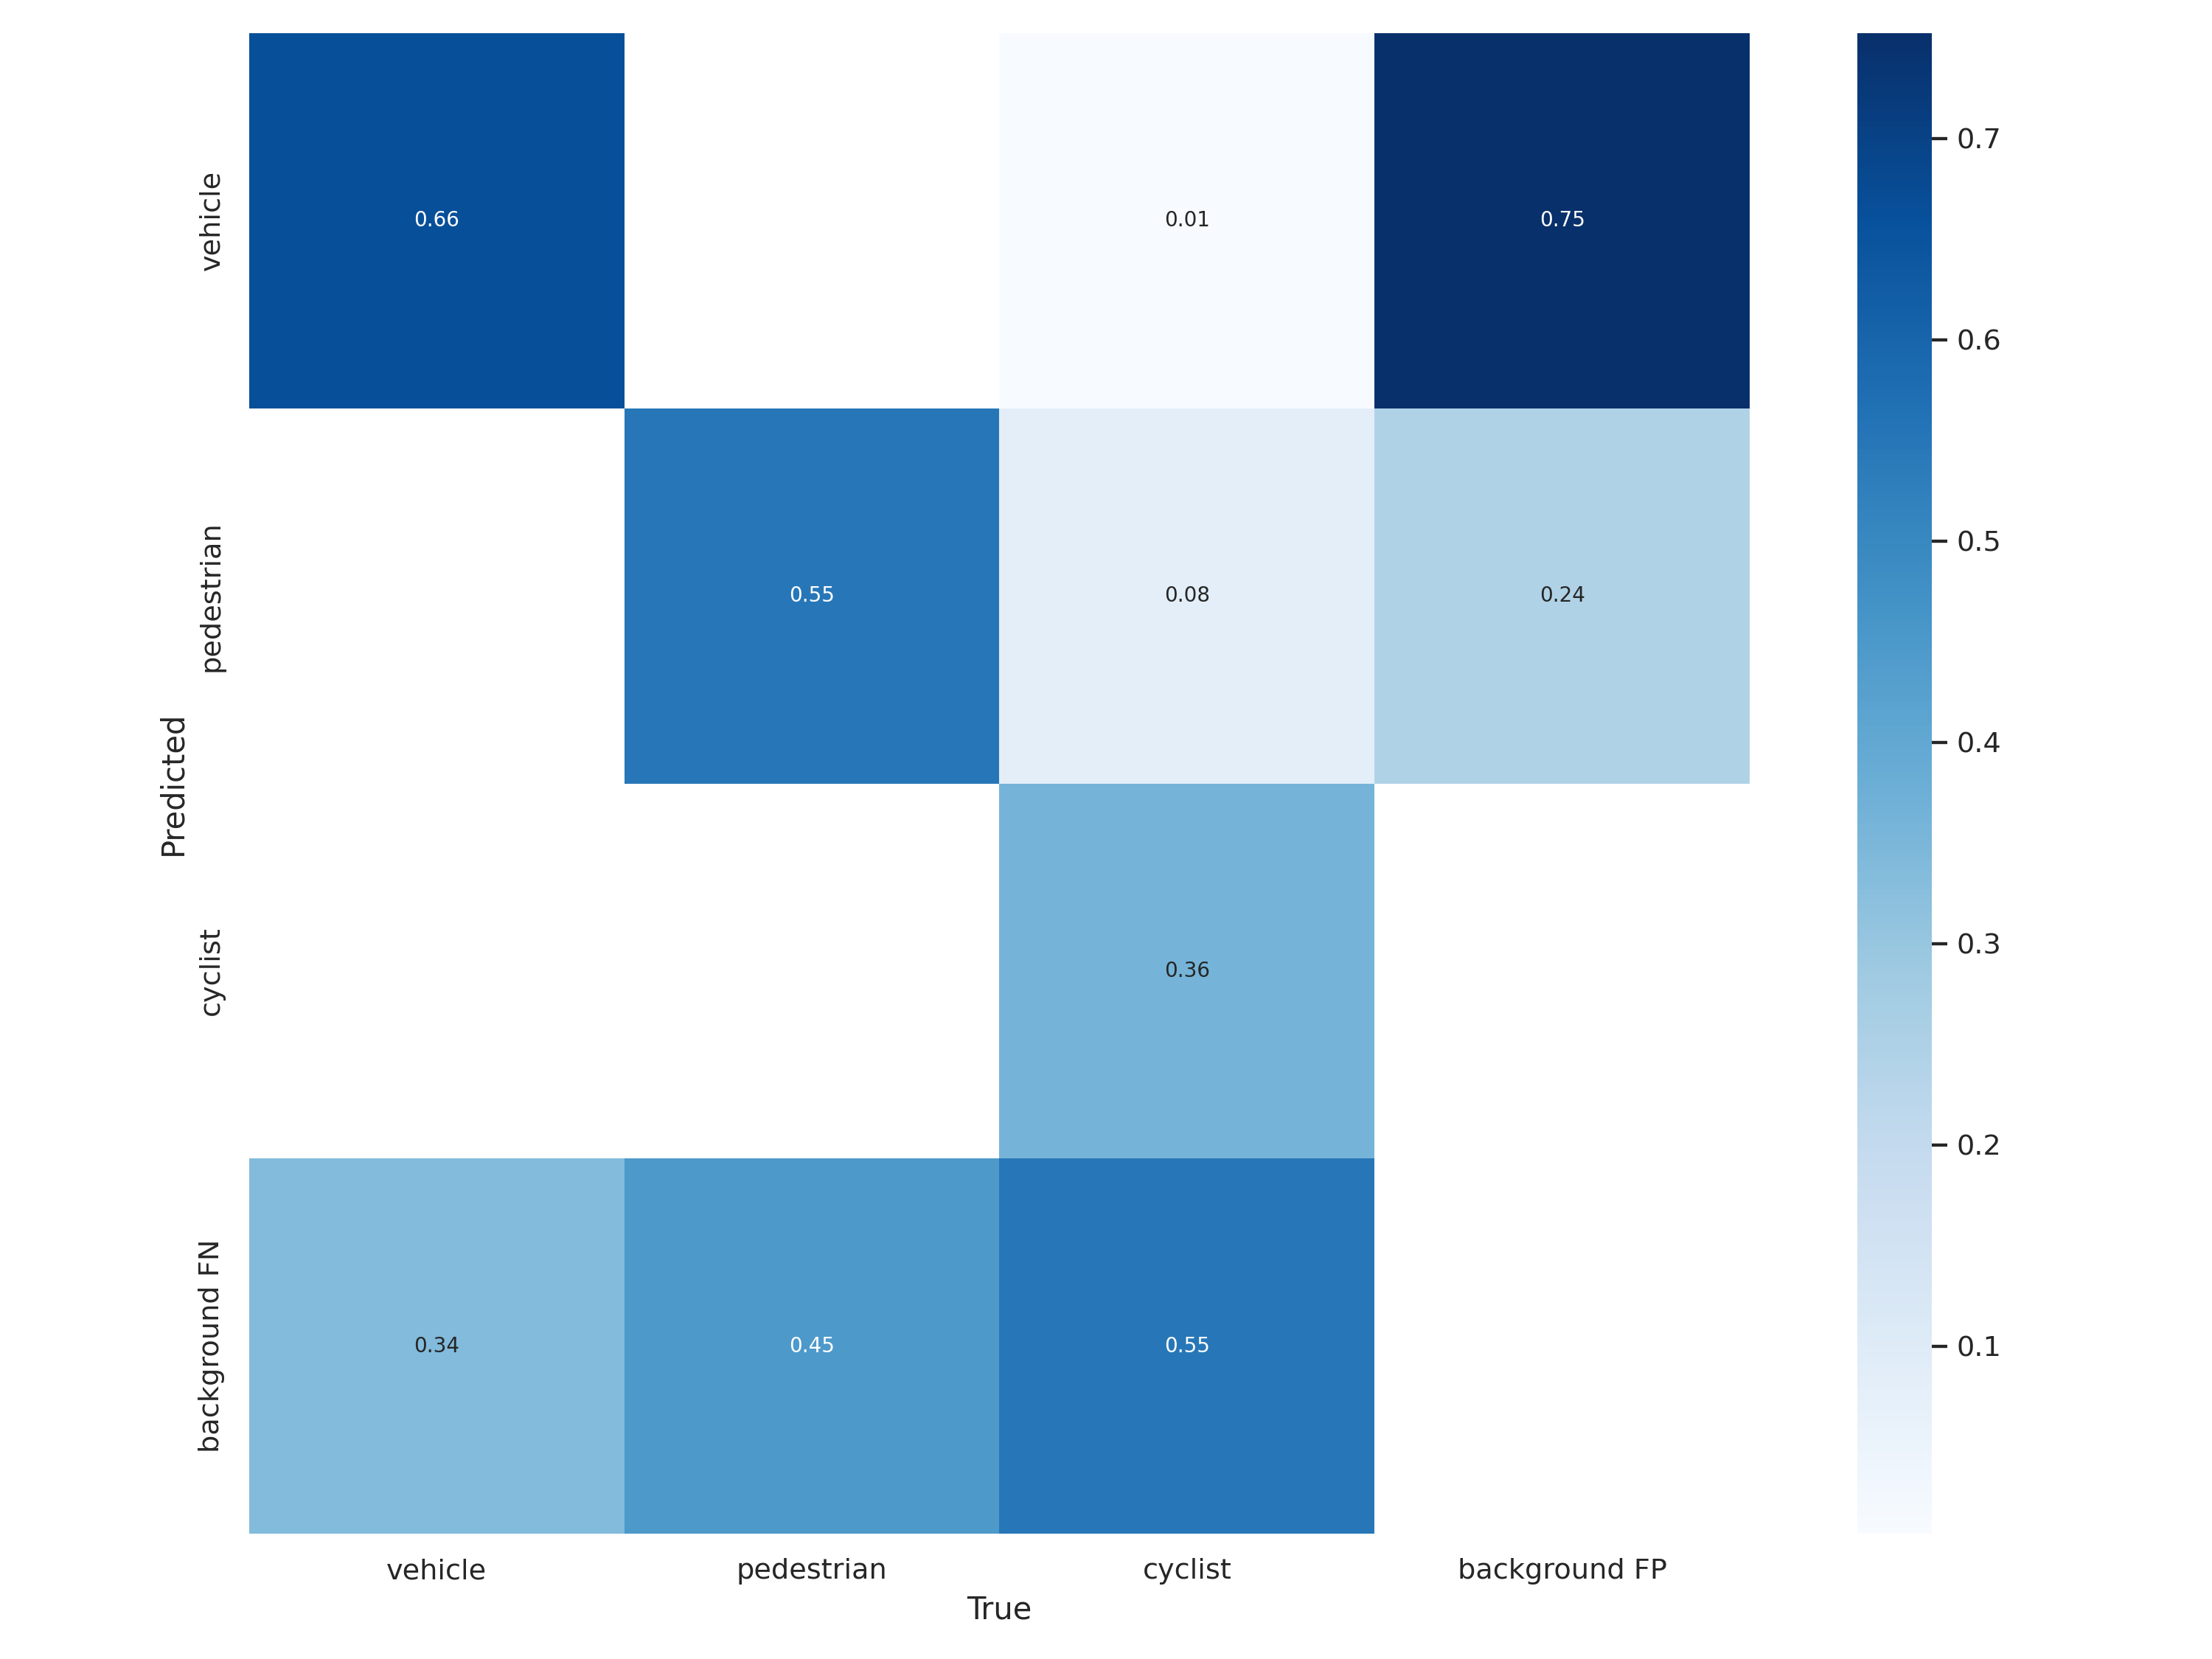 vehicle
0.66
0.01
0.75
pedestrian
0.55
0.08
0.24
cyclist
0.36
background FN
0.34
0.45
0.55
Predicted
vehicle
pedestrian
cyclist
background FP
True
0.7
0.6
0.5
0.4
0.3
0.2
0.1